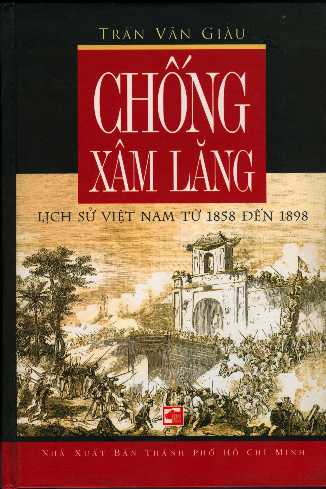 TRẦN VĂN GIÀU
CHỐNG
XÂM LĂNG
LỊCH SỬ VIỆT NAM TỪ 1858 ĐẾN 1898
NHÀ XUẤT BẢN THÀNH PHỐ HỒ CHÍ MINH